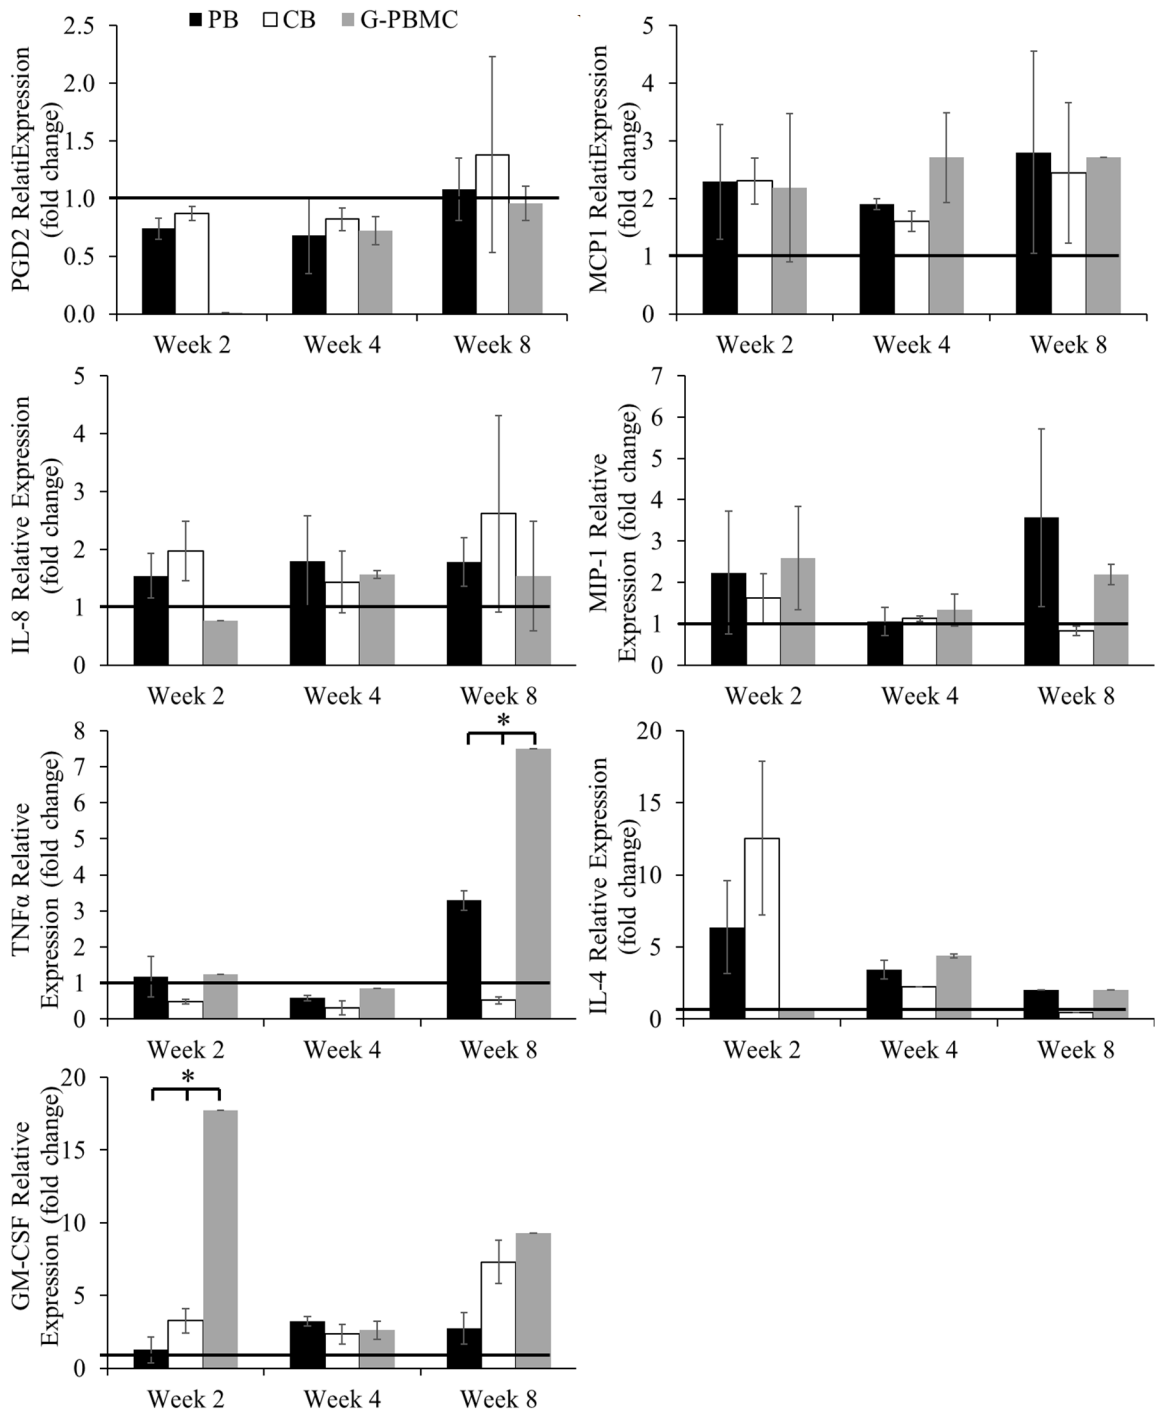 PB CB G-PBMC
PGD2 RelatiExpression
(fold change)
2.5
2.0
1.5
1.0
0.5
0.0
Week 2 Week 4 Week 8
MCP1 RelatiExpression
(fold change)
5
4
3
2
1
0
Week 2 Week 4 Week 8
IL-8 Relative Expression
(fold change)
5
4
3
2
1
0
Week 2 Week 4 Week 8
MIP-1 Relative
Expression (fold change)
7
6
5
4
3
2
1
0
Week 2 Week 4 Week 8
TNFα Relative
Expression (fold change)
8
7
6
5
4
3
2
1
0
*
Week 2 Week 4 Week 8
IL-4 Relative Expression
(fold change)
20
15
10
5
0
Week 2 Week 4 Week 8
GM-CSF Relative
Expression (fold change)
20
15
10
5
0
*
Week 2 Week 4 Week 8